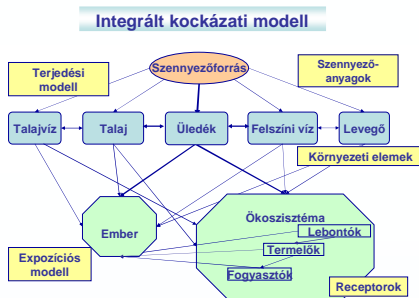 Integrált kockázati modell
Szennyezőforrás
Terjedési
modell
Szennyező-
anyagok
Talajvíz
Talaj
Üledék
Felszíni víz
Levegő
Környezeti elemek
Ember
Ökoszisztéma
Lebontók
Termelők
Fogyasztók
Expozíciós
modell
Receptorok